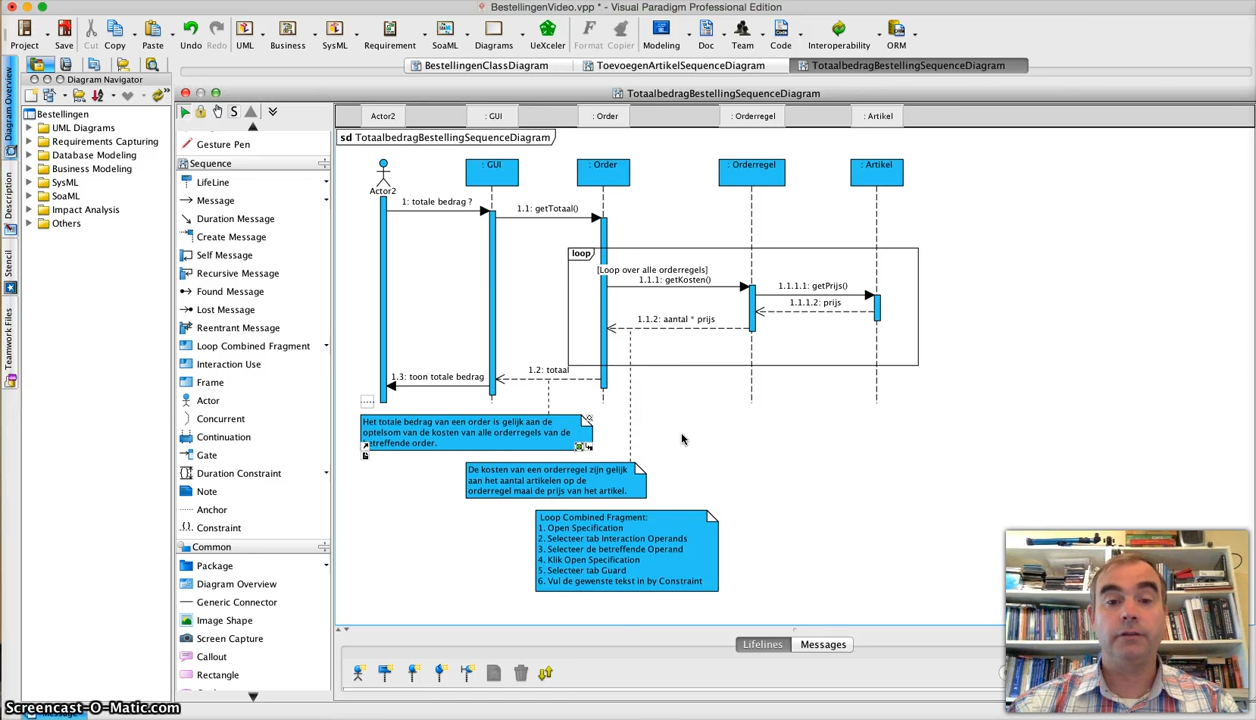 BestellingenVideo.vpp * - Visual Paradigm Professional Edition
Project Save Cut Copy Paste Undo Redo UML Business SysML Requirement SoaML Diagrams UeXceler Format Copier Modeling Doc Team Code Interoperability ORM
BestellingenClassDiagram ToevoegenArtikelSequenceDiagram TotaalbedragBestellingSequenceDiagram
Diagram Overview
Description
Stencil
Teamwork Files
Diagram Navigator
Bestellingen
UML Diagrams
Requirements Capturing
Database Modeling
Business Modeling
SysML
SoaML
Impact Analysis
Others
TotaalbedragBestellingSequenceDiagram
S
Gesture Pen
Sequence
LifeLine
Message
Duration Message
Create Message
Self Message
Recursive Message
Found Message
Lost Message
Reentrant Message
Loop Combined Fragment
Interaction Use
Frame
Actor
Concurrent
Continuation
Gate
Duration Constraint
Note
Anchor
Constraint
Common
Package
Diagram Overview
Generic Connector
Image Shape
Screen Capture
Callout
Rectangle
Actor2 : GUI : Order : Orderregel : Artikel
sd TotaalbedragBestellingSequenceDiagram
: GUI : Order : Orderregel : Artikel
Actor2
1: totale bedrag ?
1.1: getTotaal()
loop
[Loop over alle orderregels]
1.1.1: getKosten()
1.1.1.1: getPrijs()
1.1.1.2: prijs
1.1.2: aantal * prijs
1.2: totaal
1.3: toon totale bedrag
Het totale bedrag van een order is gelijk aan de
optelsom van de kosten van alle orderregels van de
etreffende order.
De kosten van een orderregel zijn gelijk
aan het aantal artikelen op de
orderregel maal de prijs van het artikel.
Loop Combined Fragment:
1. Open Specification
2. Selecteer tab Interaction Operands
3. Selecteer de betreffende Operand
4. Klik Open Specification
5. Selecteer tab Guard
6. Vul de gewenste tekst in by Constraint
Lifelines Messages
Screencast-O-Matic.com